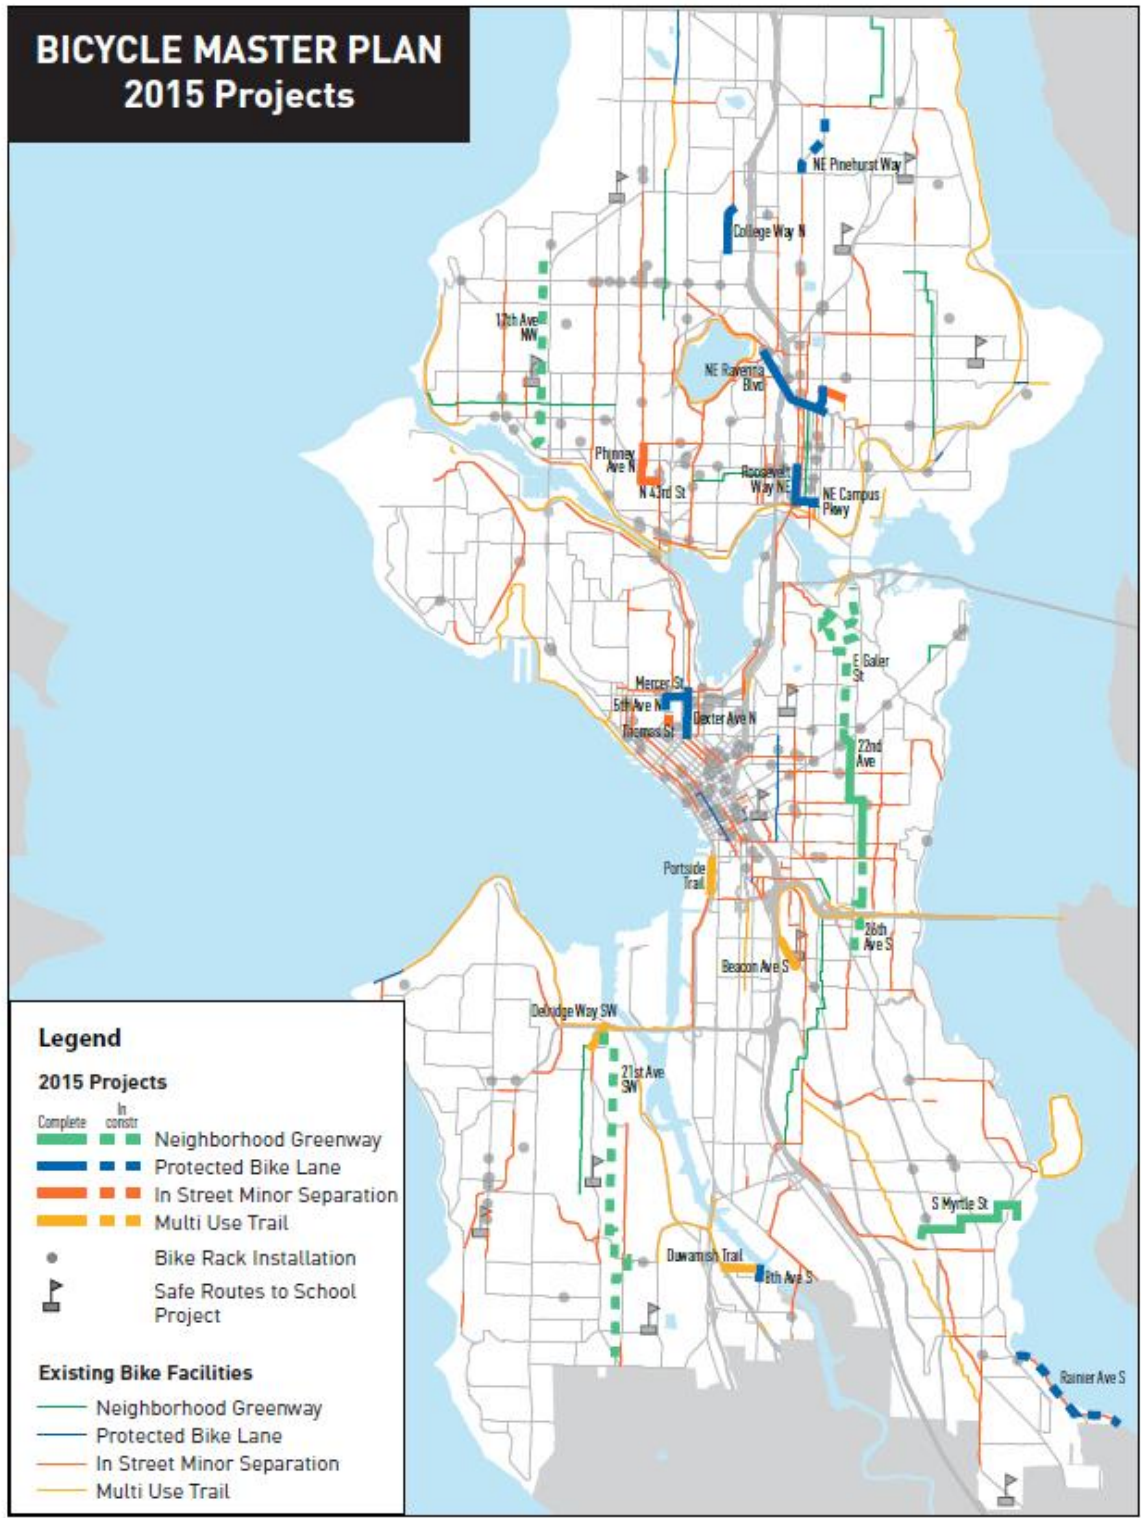 BICYCLE MASTER PLAN
2015 Projects
NE Pinehurst Way
College Way N
17th Ave
NW
NE Ravenna
Blvd
Phinney
Ave N
N 43rd St
Roosevelt
Way NE
NE Campus
Pkwy
E Galer
St
Mercer St
5th Ave N
Dexter Ave N
Thomas St
22nd
Ave
Portside
Trail
26th
Ave S
Beacon Ave S
Delridge Way SW
21st Ave
SW
S Myrtle St
Duwamish Trail
8th Ave S
Rainier Ave S
Legend
2015 Projects
Complete
In
constr
Neighborhood Greenway
Protected Bike Lane
In Street Minor Separation
Multi Use Trail
Bike Rack Installation
Safe Routes to School
Project
Existing Bike Facilities
Neighborhood Greenway
Protected Bike Lane
In Street Minor Separation
Multi Use Trail